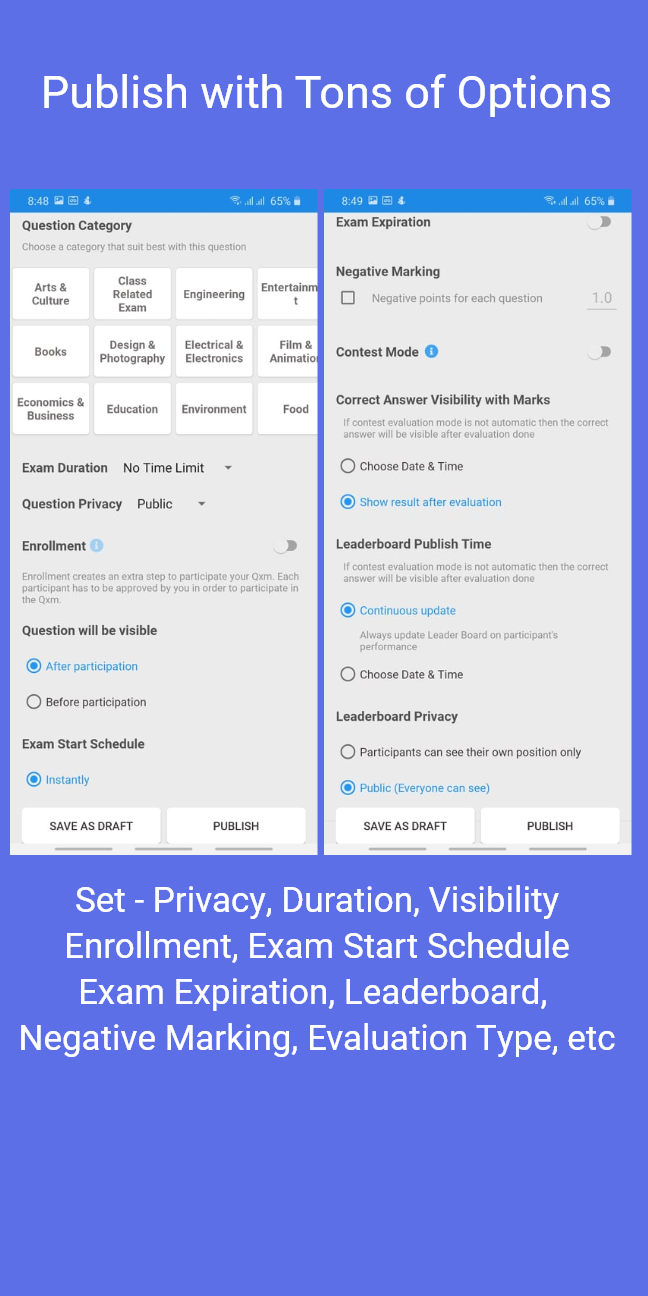 Publish with Tons of Options
8:48
65%
Question Category
Choose a category that suit best with this question
Arts &
Culture
Class
Related
Exam
Engineering
Entertainm
t
Books
Design &
Photography
Electrical &
Electronics
Film &
Animation
Economics &
Business
Education
Environment
Food
Exam Duration No Time Limit
Question Privacy Public
Enrollment i
Enrollment creates an extra step to participate your Qxm. Each
participant has to be approved by you in order to participate in
the Qxm.
Question will be visible
After participation
Before participation
Exam Start Schedule
Instantly
SAVE AS DRAFT PUBLISH
8:49
65%
Exam Expiration
Negative Marking
Negative points for each question 1.0
Contest Mode i
Correct Answer Visibility with Marks
If contest evaluation mode is not automatic then the correct
answer will be visible after evaluation done
Choose Date & Time
Show result after evaluation
Leaderboard Publish Time
If contest evaluation mode is not automatic then the correct
answer will be visible after evaluation done
Continuous update
Always update Leader Board on participant's
performance
Choose Date & Time
Leaderboard Privacy
Participants can see their own position only
Public (Everyone can see)
SAVE AS DRAFT PUBLISH
Set - Privacy, Duration, Visibility
Enrollment, Exam Start Schedule
Exam Expiration, Leaderboard,
Negative Marking, Evaluation Type, etc